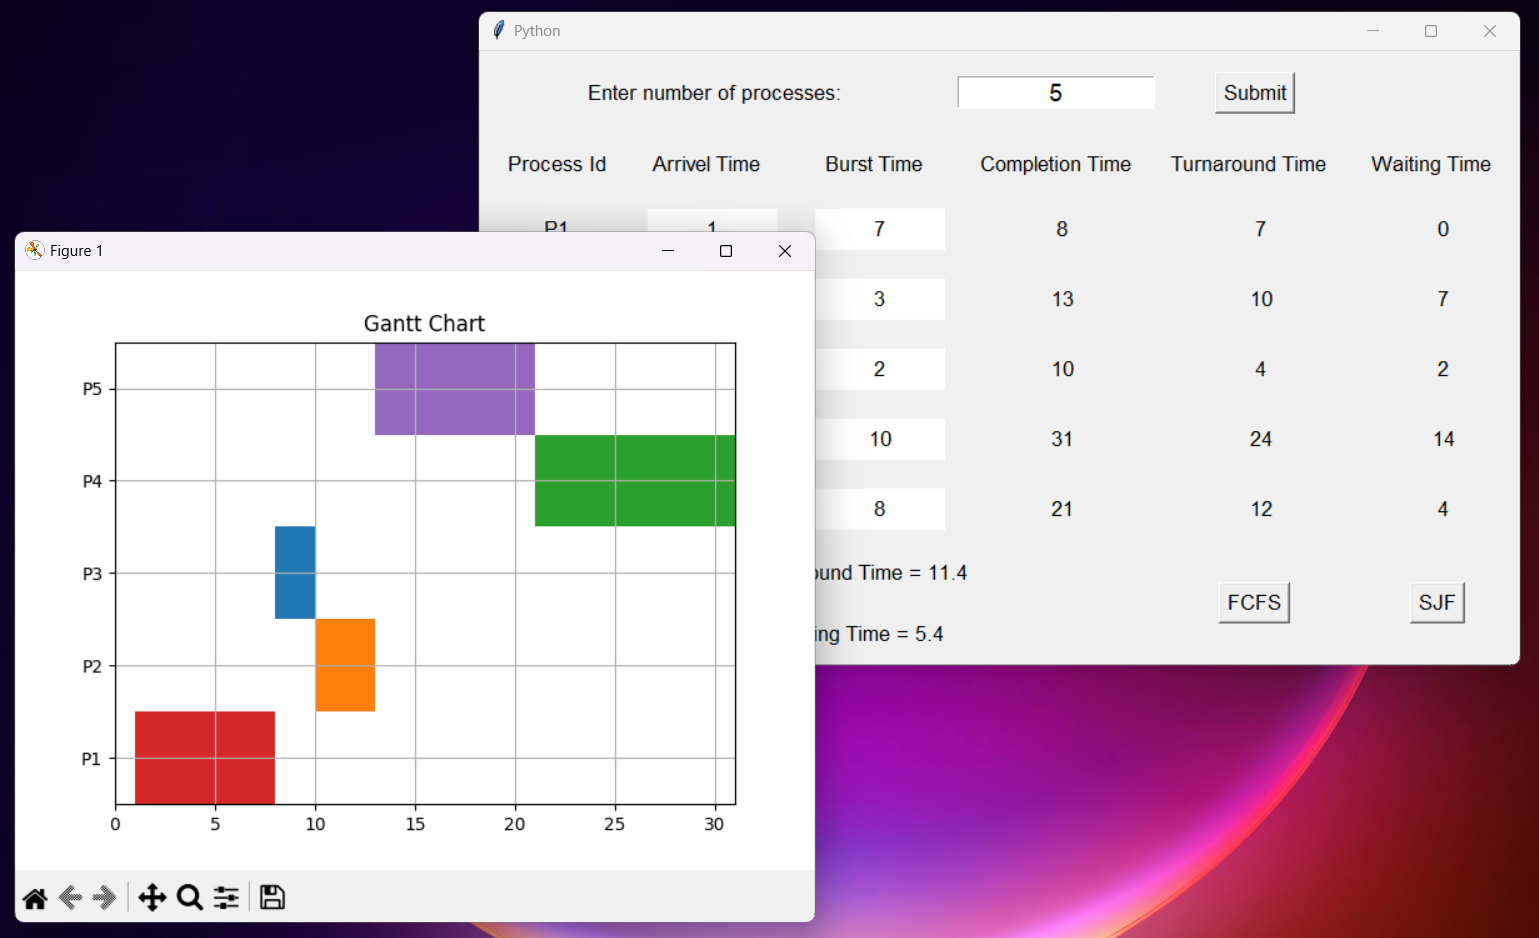 Python
Enter number of processes: 5 Submit
Process Id Arrivel Time Burst Time Completion Time Turnaround Time Waiting Time
P1 1 7 8 7 0
3 13 10 7
2 10 4 2
10 31 24 14
8 21 12 4
ound Time = 11.4
ing Time = 5.4
FCFS SJF
Figure 1
Gantt Chart
P5
P4
P3
P2
P1
0 5 10 15 20 25 30